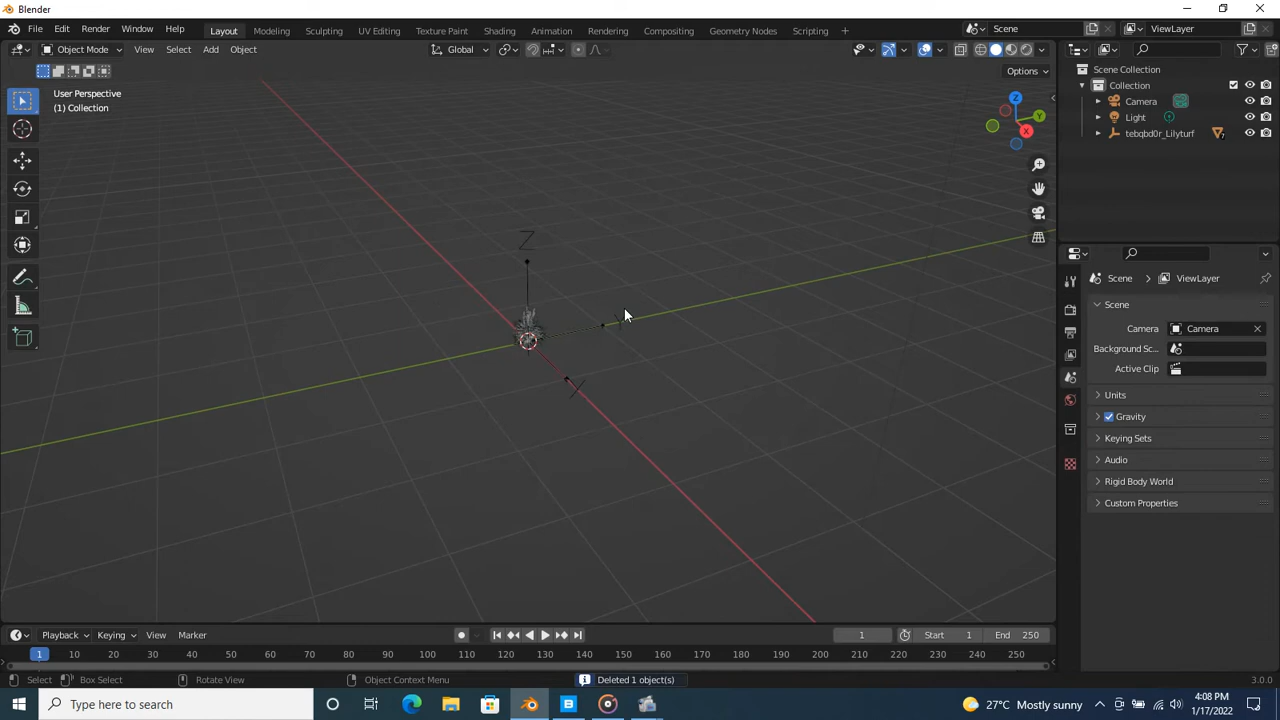 Blender
File Edit Render Window Help Layout Modeling Sculpting UV Editing Texture Paint Shading Animation Rendering Compositing Geometry Nodes Scripting + Scene ViewLayer
Object Mode View Select Add Object Global
Options
User Perspective
(1) Collection
Z
Y
X
Z
Y
X
Scene Collection
Collection
Camera
Light
tebqbd0r_Lilyturf
Scene ViewLayer
Scene
Camera Camera
Background Sc...
Active Clip
Units
Gravity
Keying Sets
Audio
Rigid Body World
Custom Properties
Playback Keying View Marker 1 Start 1 End 250
1 10 20 30 40 50 60 70 80 90 100 110 120 130 140 150 160 170 180 190 200 210 220 230 240 250
Select Box Select Rotate View Object Context Menu Deleted 1 object(s) 3.0.0
Type here to search 27°C Mostly sunny 4:08 PM
1/17/2022